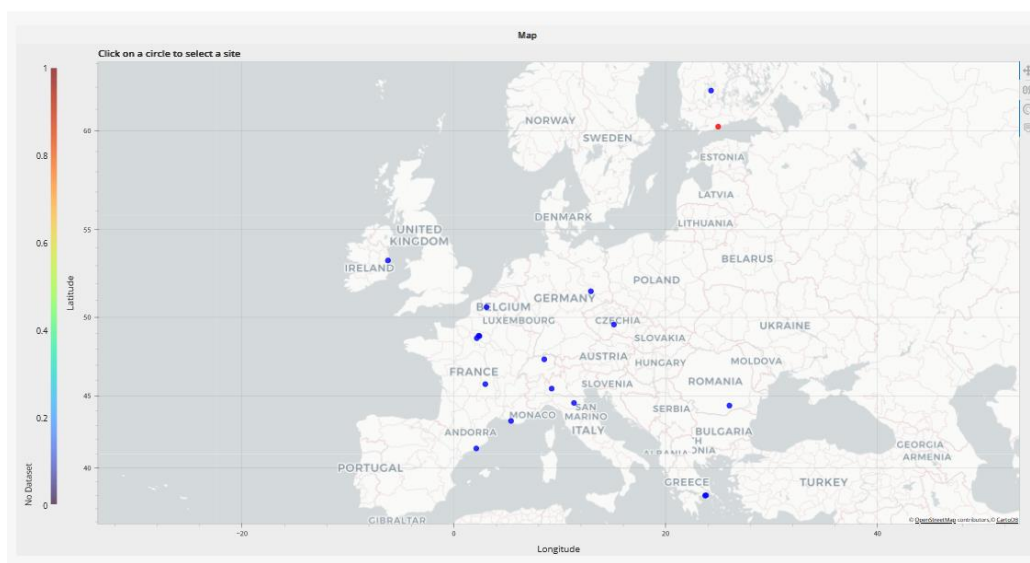 Map
Click on a circle to select a site
1
0.8
0.6
0.4
0.2
0
No Dataset
Latitude
60
55
50
45
40
NORWAY
SWEDEN
ESTONIA
LATVIA
DENMARK
LITHUANIA
UNITED
KINGDOM
BELARUS
IRELAND
POLAND
GERMANY
BELGIUM
LUXEMBOURG
CZECHIA
UKRAINE
SLOVAKIA
AUSTRIA
HUNGARY
MOLDOVA
FRANCE
SLOVENIA
ROMANIA
MONACO
SAN
MARINO
SERBIA
ITALY
ANDORRA
BULGARIA
GEORGIA
ARMENIA
PORTUGAL
GREECE
TURKEY
GIBRALTAR
© OpenStreetMap contributors,© CartoDB
−20
0
20
40
Longitude